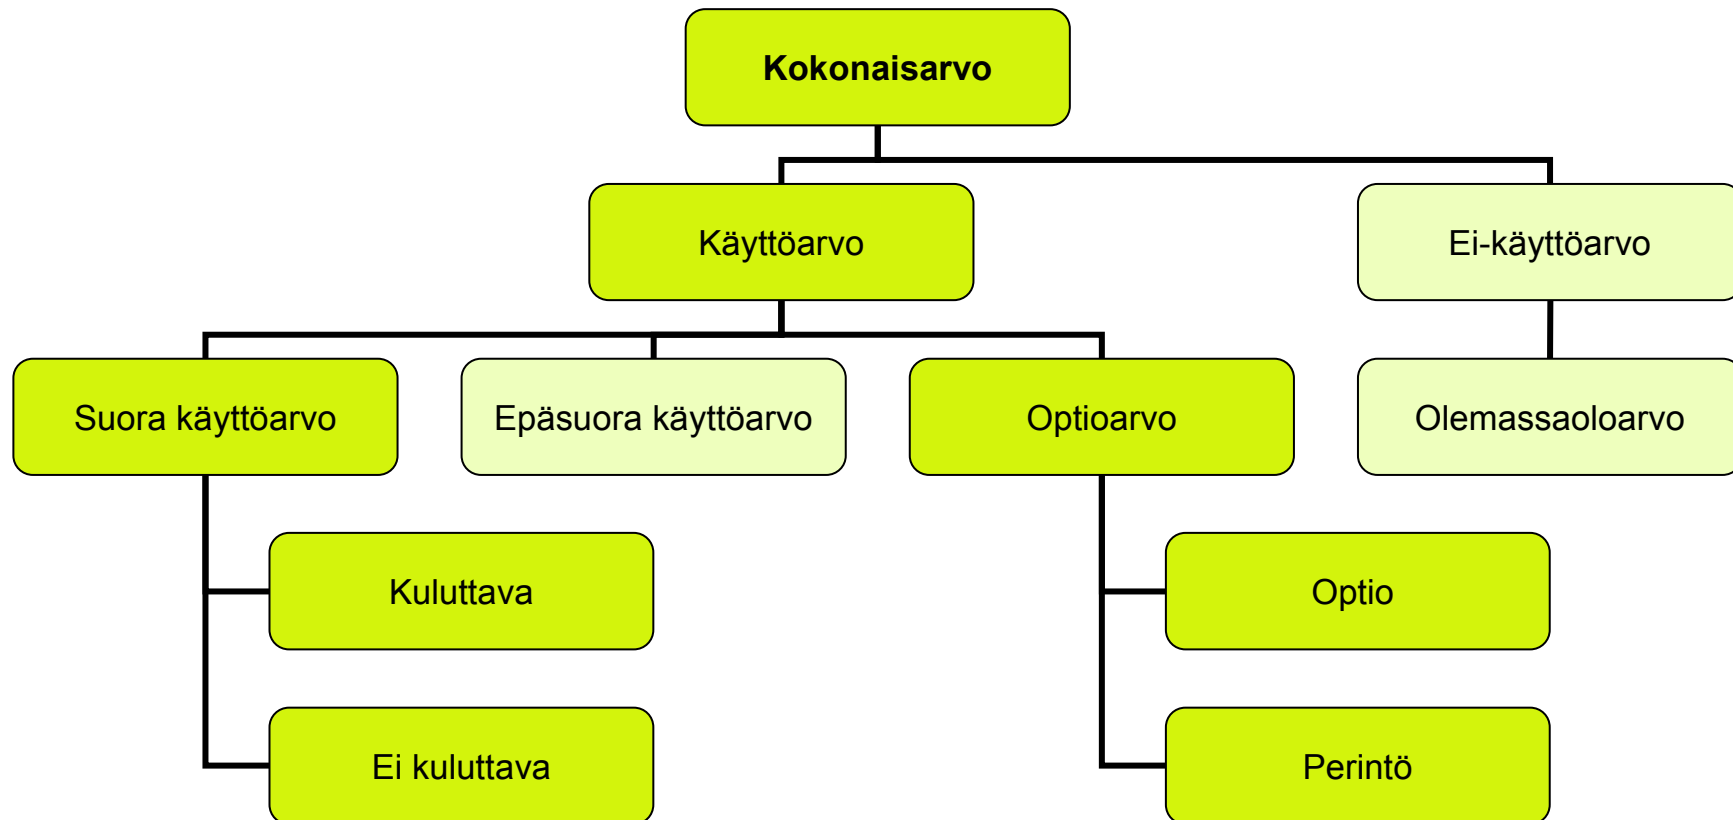 Kokonaisarvo
Käyttöarvo
Ei-käyttöarvo
Suora käyttöarvo
Epäsuora käyttöarvo
Optioarvo
Olemassaoloarvo
Kuluttava
Optio
Ei kuluttava
Perintö